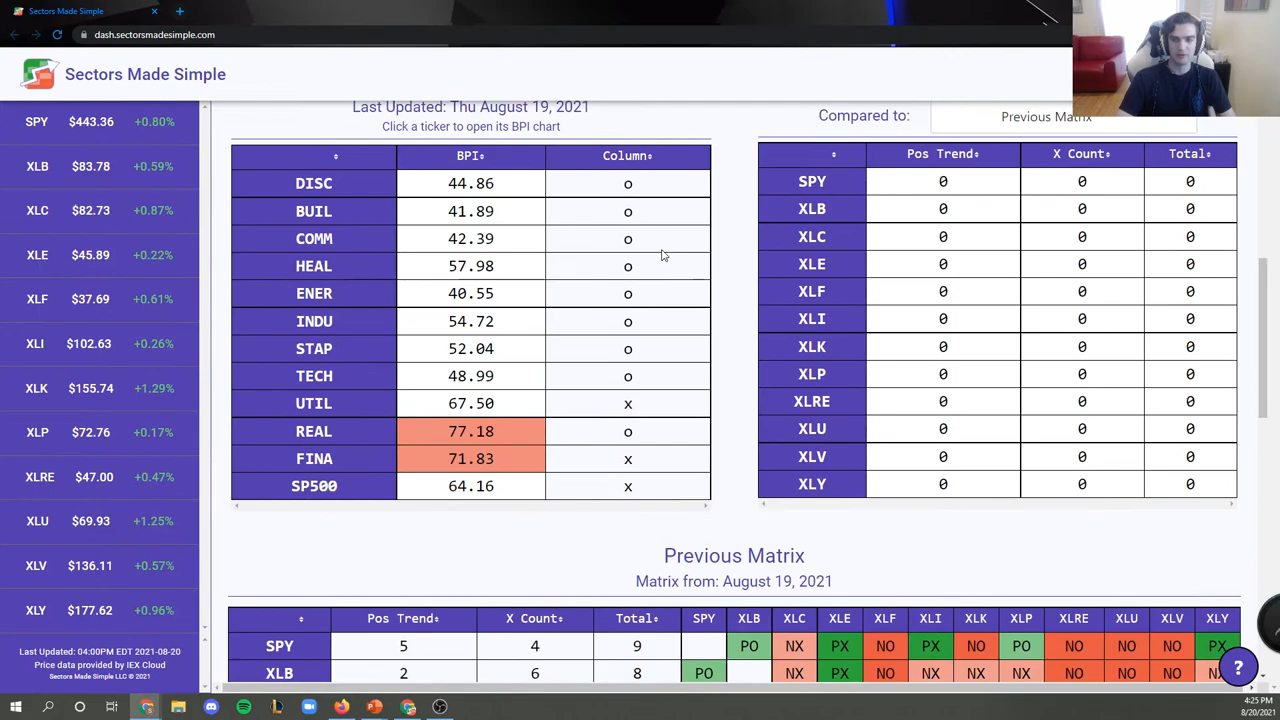 Sectors Made Simple
dash.sectorsmadesimple.com
Sectors Made Simple
SPY $443.36 +0.80%
XLB $83.78 +0.59%
XLC $82.73 +0.87%
XLE $45.89 +0.22%
XLF $37.69 +0.61%
XLI $102.63 +0.26%
XLK $155.74 +1.29%
XLP $72.76 +0.17%
XLRE $47.00 +0.47%
XLU $69.93 +1.25%
XLV $136.11 +0.57%
XLY $177.62 +0.96%
Last Updated: 04:00PM EDT 2021-08-20
Price data provided by IEX Cloud
Sectors Made Simple LLC © 2021
Last Updated: Thu August 19, 2021
Click a ticker to open its BPI chart
BPI Column
DISC 44.86 o
BUIL 41.89 o
COMM 42.39 o
HEAL 57.98 o
ENER 40.55 o
INDU 54.72 o
STAP 52.04 o
TECH 48.99 o
UTIL 67.50 x
REAL 77.18 o
FINA 71.83 x
SP500 64.16 x
Compared to: Previous Matrix
Pos Trend X Count Total
SPY 0 0 0
XLB 0 0 0
XLC 0 0 0
XLE 0 0 0
XLF 0 0 0
XLI 0 0 0
XLK 0 0 0
XLP 0 0 0
XLRE 0 0 0
XLU 0 0 0
XLV 0 0 0
XLY 0 0 0
Previous Matrix
Matrix from: August 19, 2021
Pos Trend X Count Total SPY XLB XLC XLE XLF XLI XLK XLP XLRE XLU XLV XLY
SPY 5 4 9 PO NX PX NO PX NO PO NO NO NO PX
XLB 2 6 8 PO NX PX NO NX NX NX NO NO NO NX
?
4:25 PM
8/20/2021